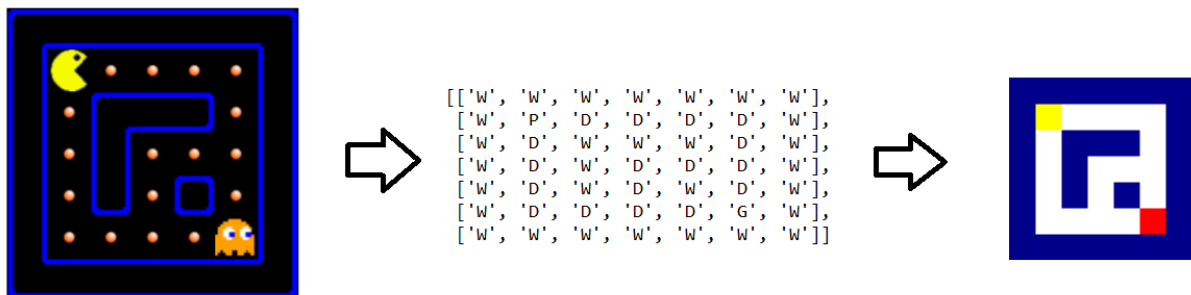 [['W', 'W', 'W', 'W', 'W', 'W', 'W'],
['W', 'P', 'D', 'D', 'D', 'D', 'W'],
['W', 'D', 'W', 'W', 'W', 'D', 'W'],
['W', 'D', 'W', 'D', 'D', 'D', 'W'],
['W', 'D', 'W', 'D', 'W', 'D', 'W'],
['W', 'D', 'D', 'D', 'D', 'G', 'W'],
['W', 'W', 'W', 'W', 'W', 'W', 'W']]